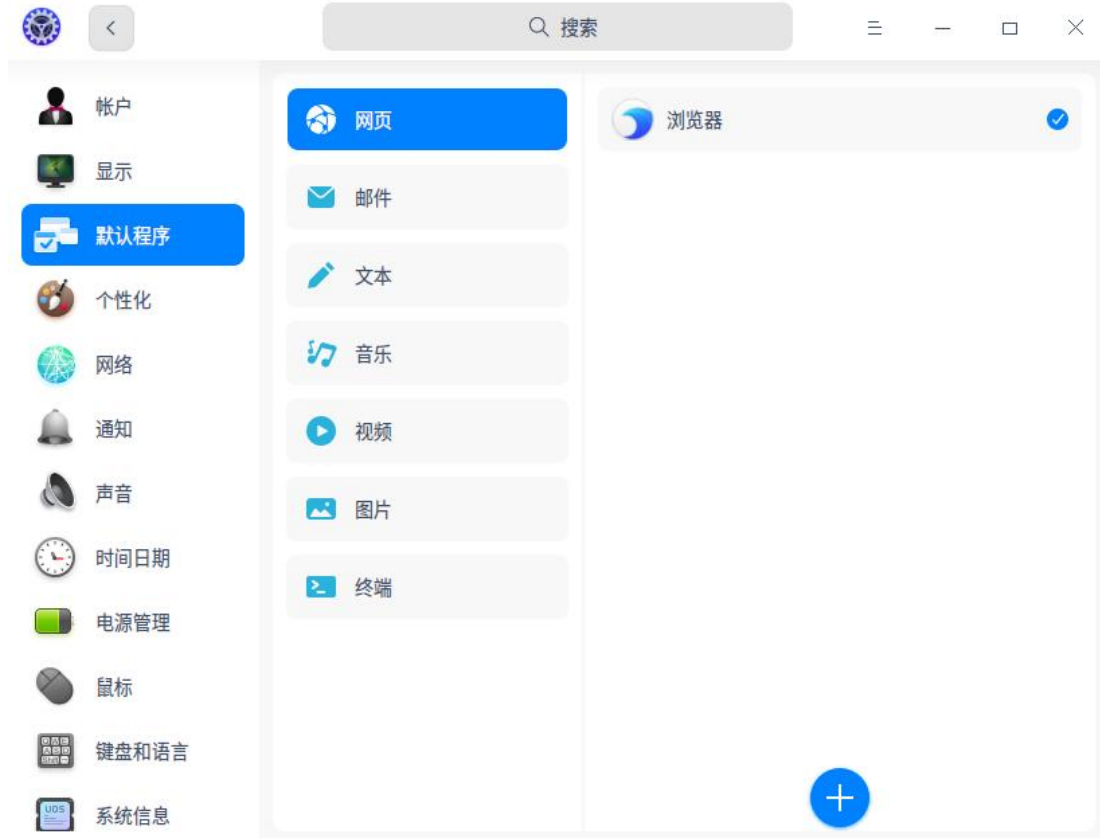 搜索
帐户
显示
默认程序
个性化
网络
通知
声音
时间日期
电源管理
鼠标
键盘和语言
UOS
系统信息
网页
邮件
文本
音乐
视频
图片
终端
浏览器